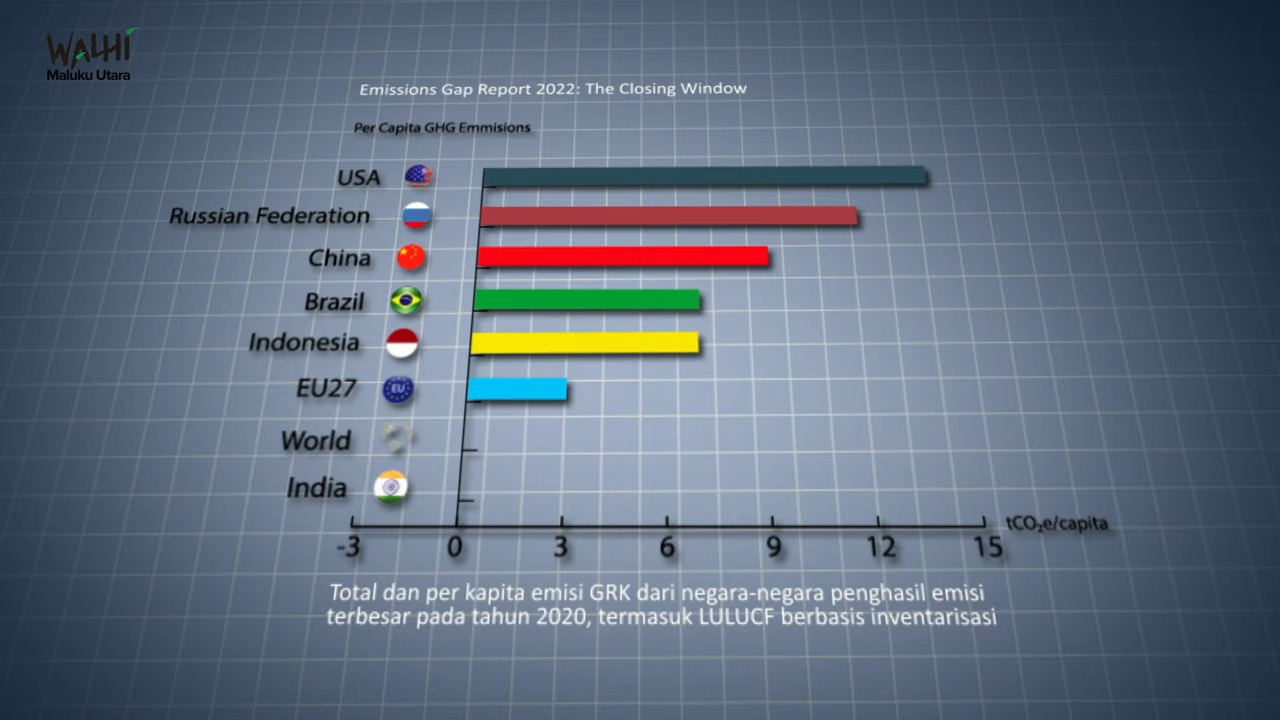 WALHI
Maluku Utara
Emissions Gap Report 2022: The Closing Window
Per Capita GHG Emmisions
USA
Russian Federation
China
Brazil
Indonesia
EU27
EU
World
India
tCO₂e/capita
-3 0 3 6 9 12 15
Total dan per kapita emisi GRK dari negara-negara penghasil emisi
terbesar pada tahun 2020, termasuk LULUCF berbasis inventarisasi